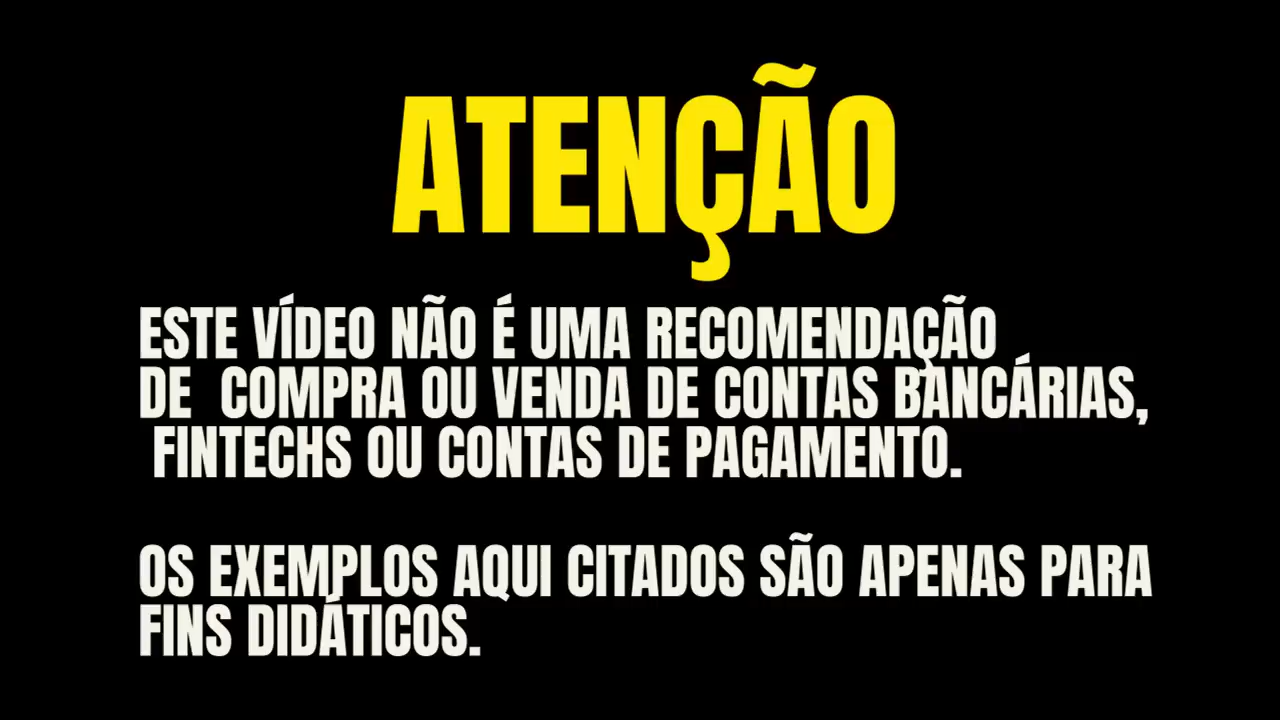 ATENÇÃO
ESTE VÍDEO NÃO É UMA RECOMENDAÇÃO
DE COMPRA OU VENDA DE CONTAS BANCÁRIAS,
FINTECHS OU CONTAS DE PAGAMENTO.
OS EXEMPLOS AQUI CITADOS SÃO APENAS PARA
FINS DIDÁTICOS.